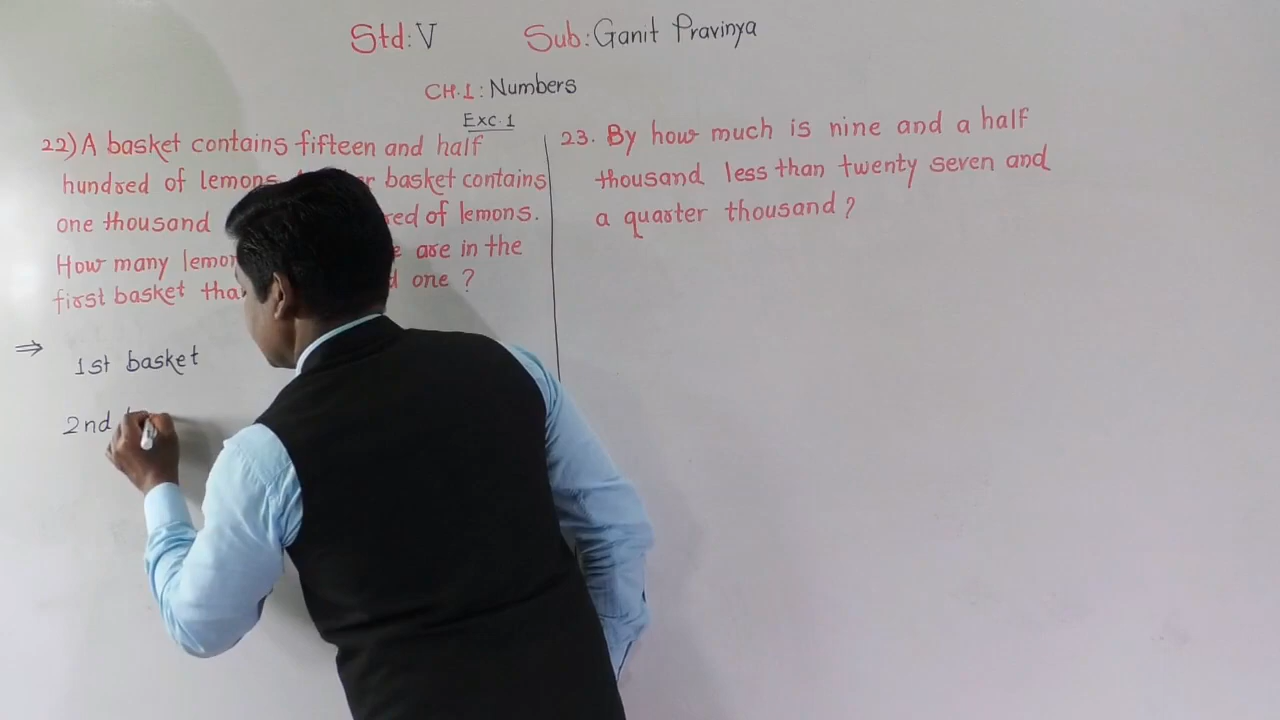 Std: V Sub: Ganit Pravinya
CH.1: Numbers
Exc.1
22) A basket contains fifteen and half
hundred of lemons basket contains
one thousand of lemons.
How many are in the
first basket one ?
⇒ 1st basket
2nd
23. By how much is nine and a half
thousand less than twenty seven and
a quarter thousand ?